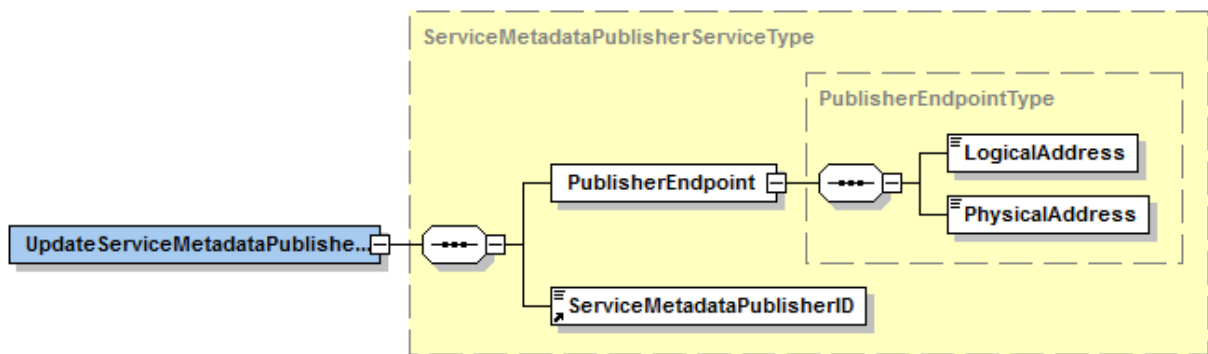 ServiceMetadataPublisherServiceType
PublisherEndpointType
LogicalAddress
PublisherEndpoint
PhysicalAddress
UpdateServiceMetadataPublishe...
ServiceMetadataPublisherID